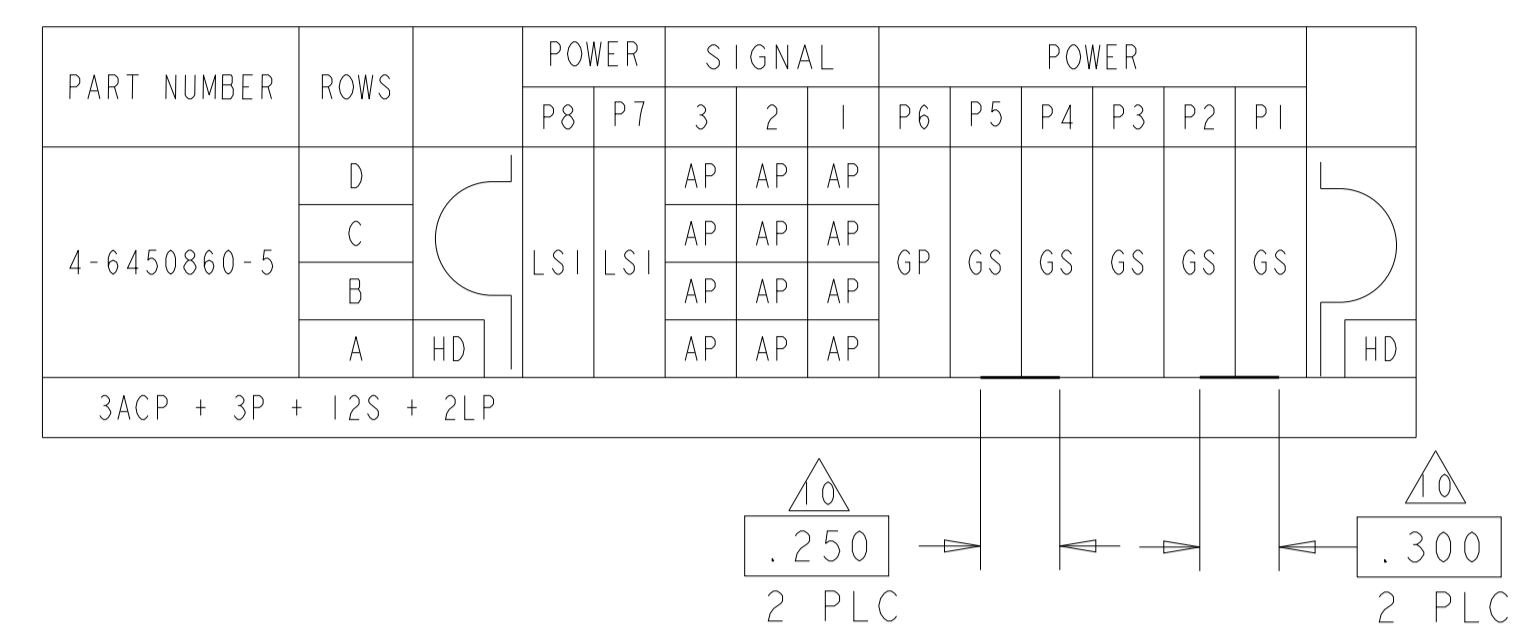 PART NUMBER ROWS POWER SIGNAL POWER
P8 P7 3 2 1 P6 P5 P4 P3 P2 P1
4-6450860-5 LS1 LS1 GP GS GS GS GS GS
D AP AP AP
C AP AP AP
B AP AP AP
A HD AP AP AP HD
3ACP + 3P + 12S + 2LP
10 10
.250 .300
2 PLC 2 PLC